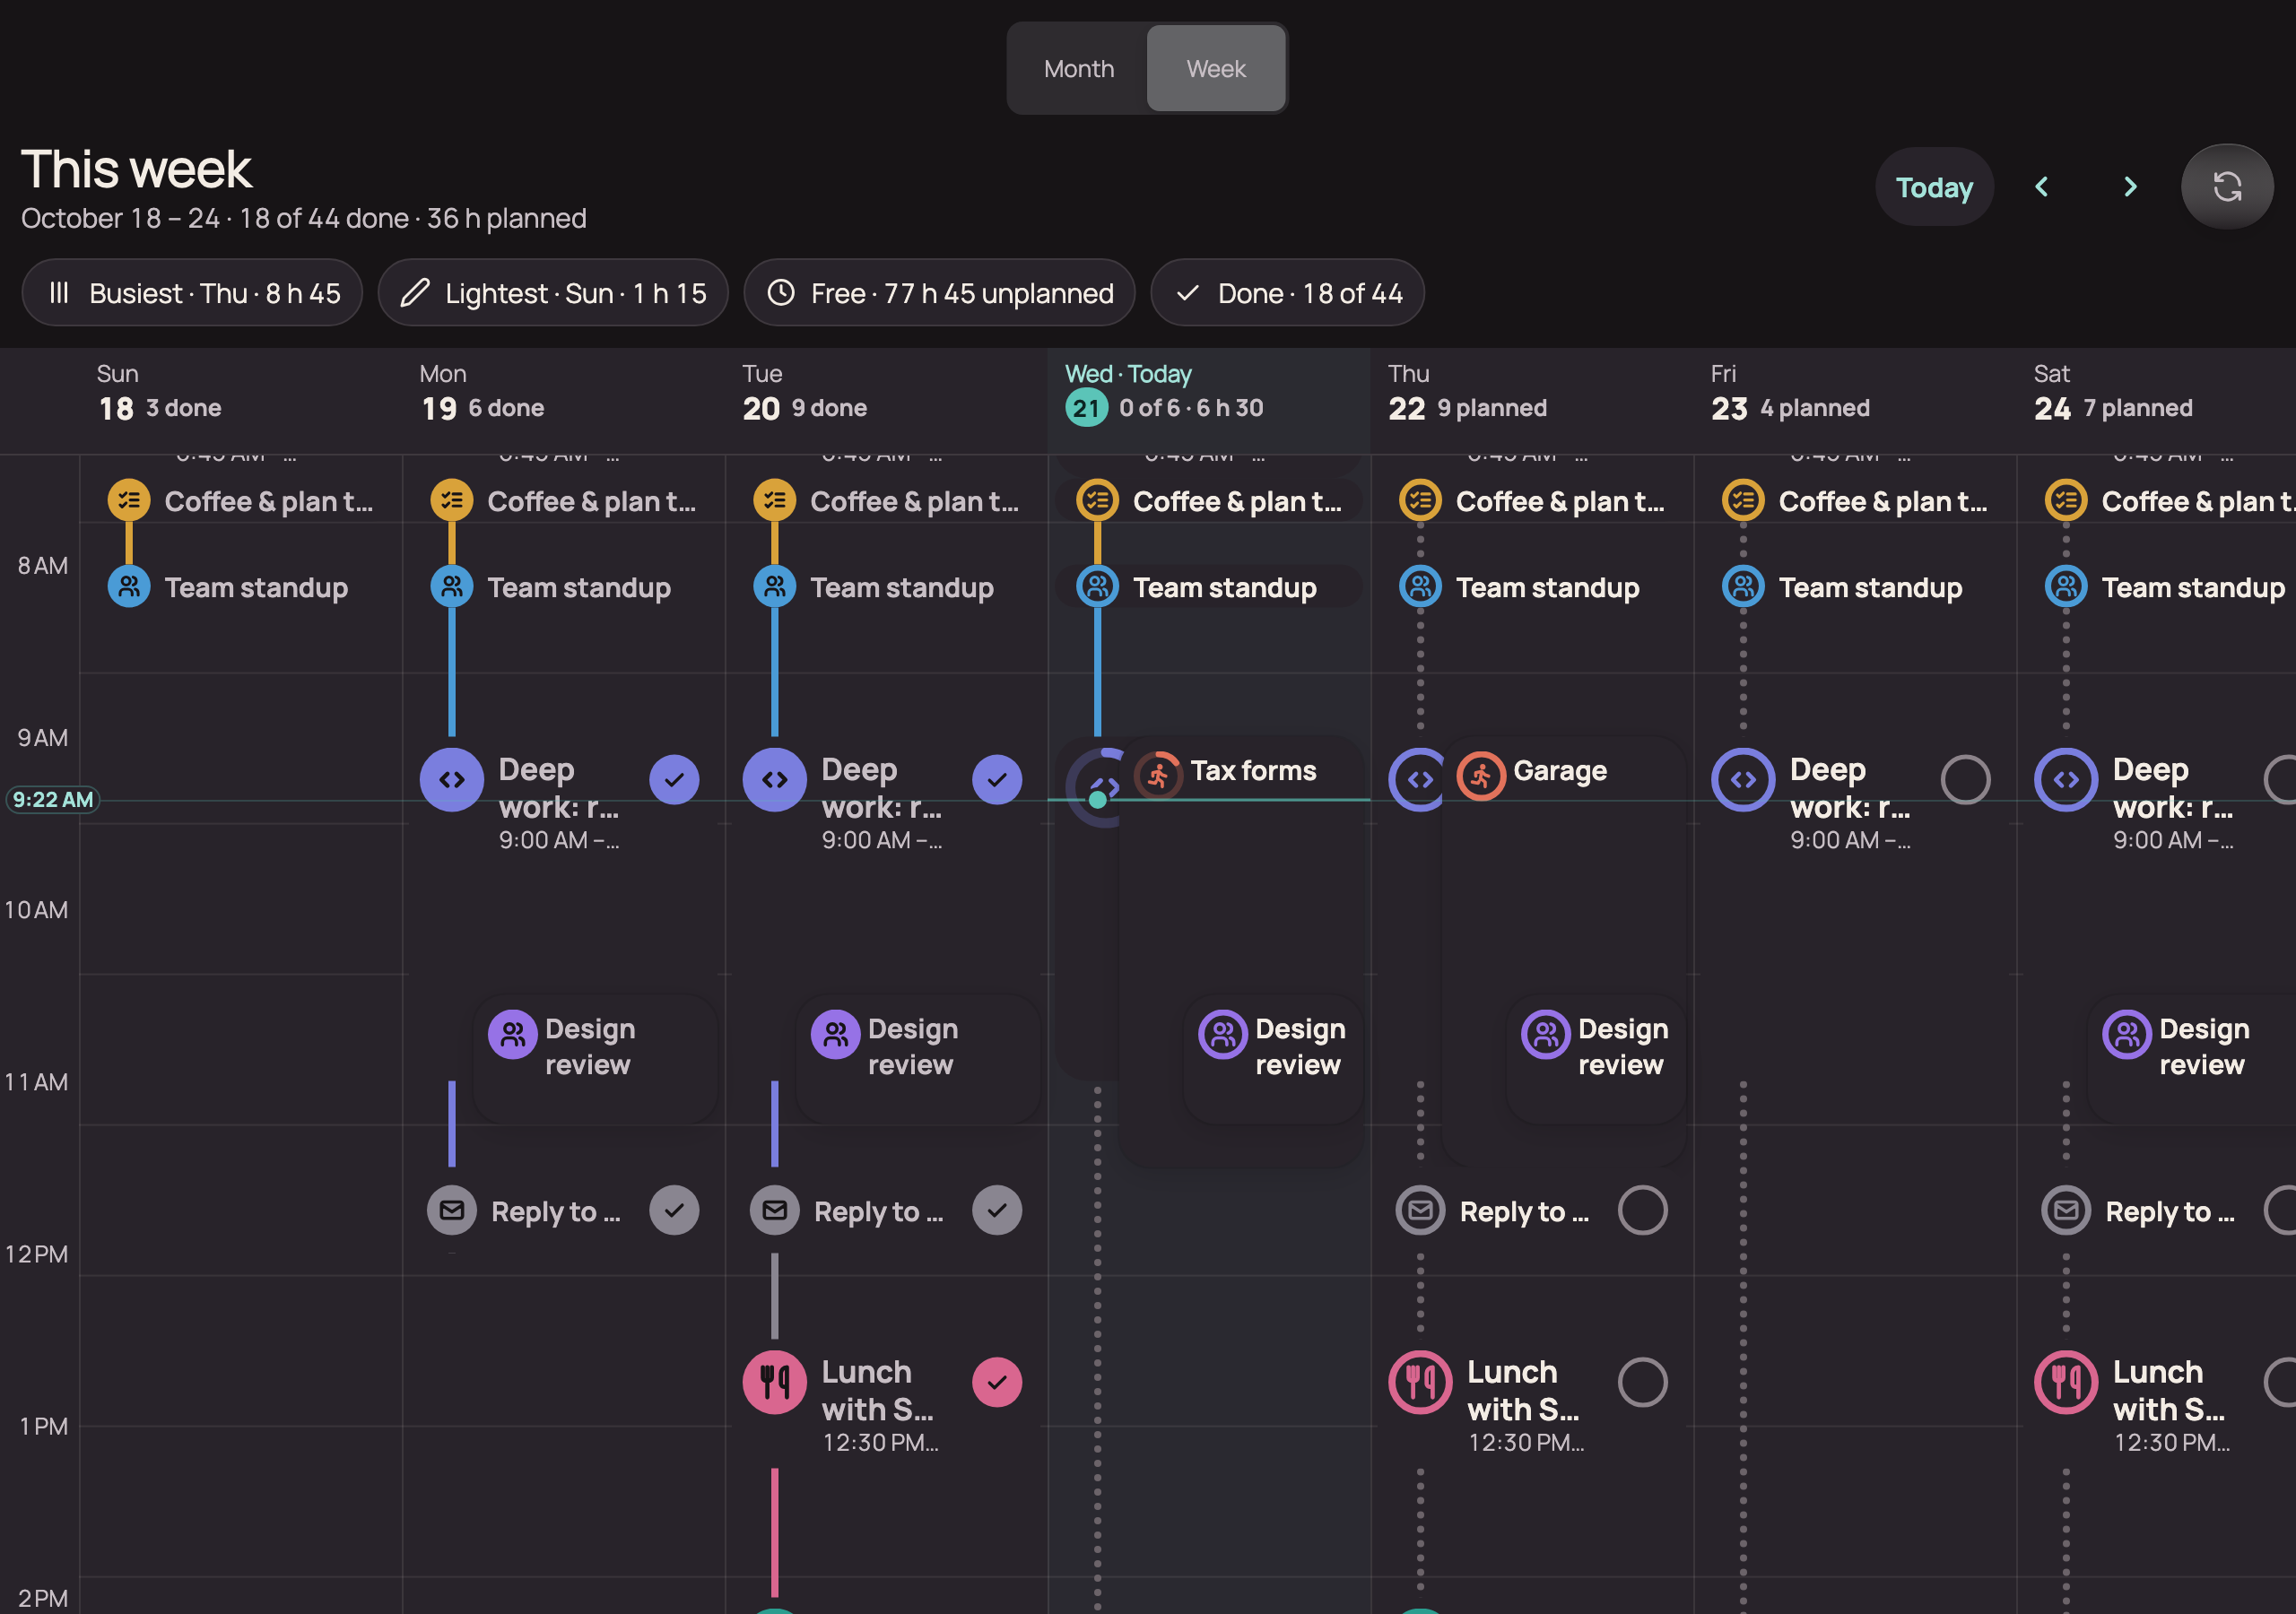 Month
Week
This week
October 18 – 24 · 18 of 44 done · 36 h planned
Today
Busiest · Thu · 8 h 45
Lightest · Sun · 1 h 15
Free · 77 h 45 unplanned
Done · 18 of 44
Sun
18 3 done
Mon
19 6 done
Tue
20 9 done
Wed · Today
21 0 of 6 · 6 h 30
Thu
22 9 planned
Fri
23 4 planned
Sat
24 7 planned
Coffee & plan t...
Coffee & plan t...
Coffee & plan t...
Coffee & plan t...
Coffee & plan t...
Coffee & plan t...
Coffee & plan t...
8 AM
Team standup
Team standup
Team standup
Team standup
Team standup
Team standup
Team standup
9 AM
9:22 AM
Deep
work: r...
9:00 AM –...
Deep
work: r...
9:00 AM –...
Tax forms
Garage
Deep
work: r...
9:00 AM –...
Deep
work: r...
9:00 AM –...
10 AM
Design
review
Design
review
Design
review
Design
review
Design
review
11 AM
Reply to ...
Reply to ...
Reply to ...
Reply to ...
12 PM
Lunch
with S...
12:30 PM...
Lunch
with S...
12:30 PM...
Lunch
with S...
12:30 PM...
1 PM
2 PM